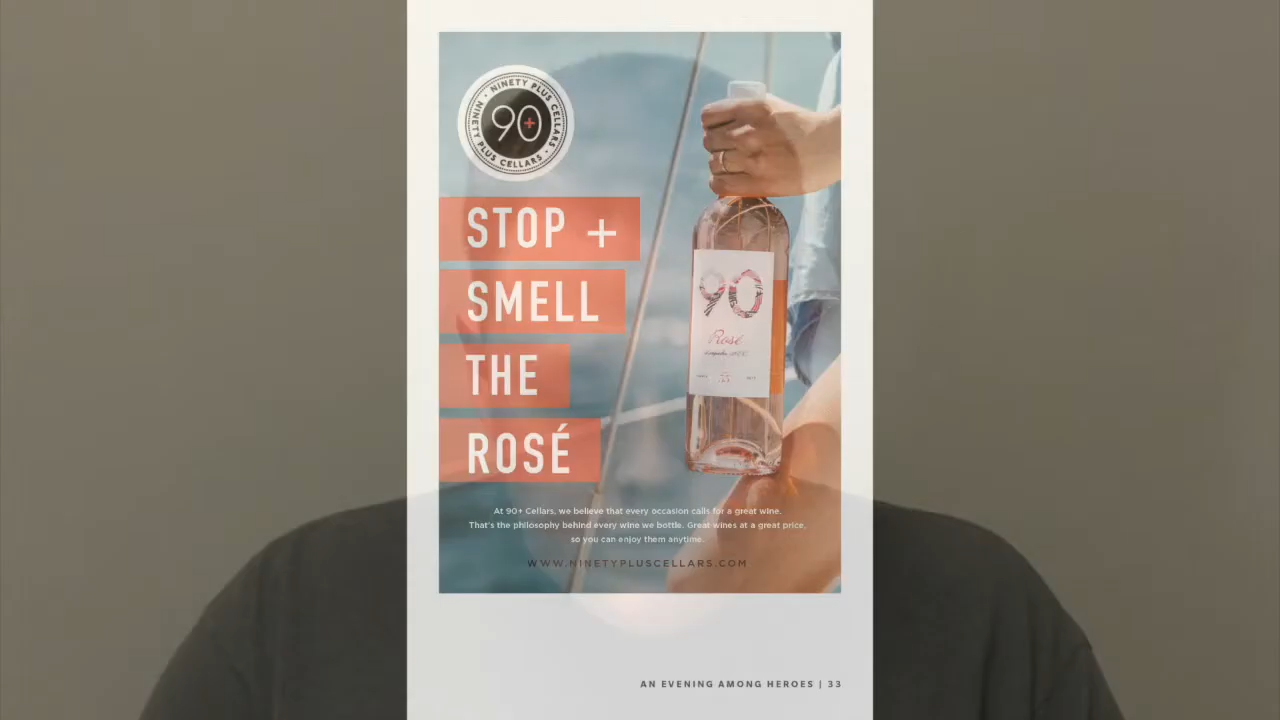 NINETY PLUS CELLARS • NINETY PLUS CELLARS •
90+
STOP +
SMELL
THE
ROSÉ
90
Rosé
At 90+ Cellars, we believe that every occasion calls for a great wine.
That's the philosophy behind every wine we bottle. Great wines at a great price,
so you can enjoy them anytime.
WWW.NINETYPLUSCELLARS.COM
AN EVENING AMONG HEROES | 33